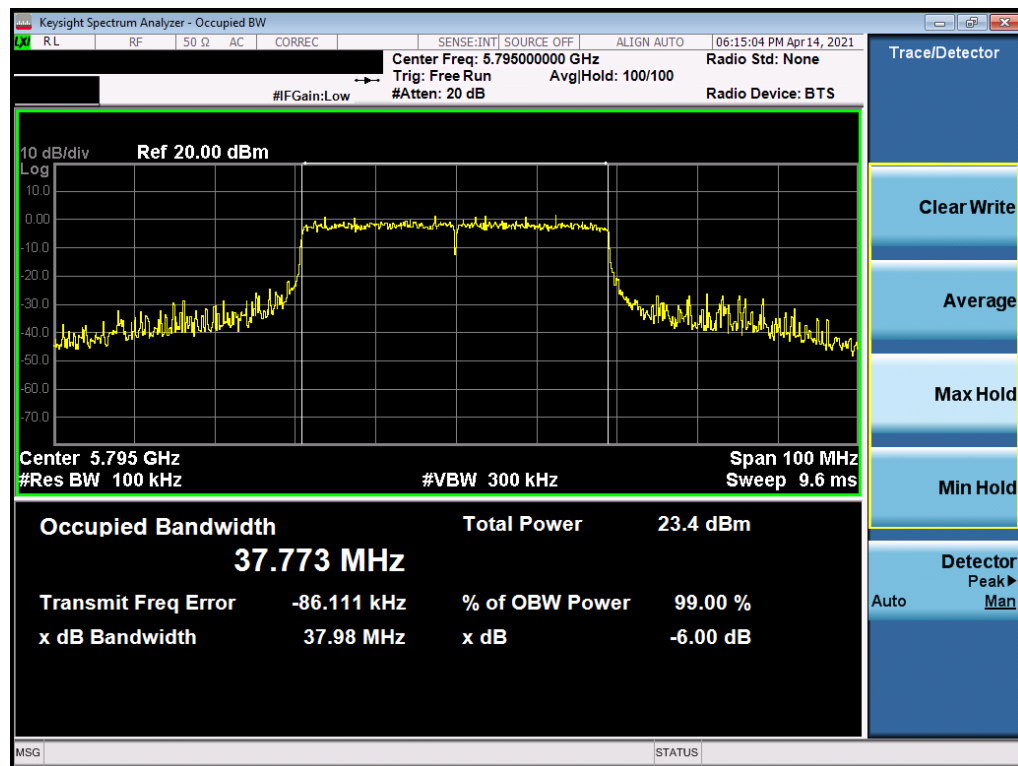 Keysight Spectrum Analyzer - Occupied BW
LXI RL RF 50 Ω AC CORREC SENSE:INT SOURCE OFF ALIGN AUTO 06:15:04 PM Apr 14, 2021
Center Freq: 5.795000000 GHz Radio Std: None
Trig: Free Run Avg|Hold: 100/100
#IFGain:Low #Atten: 20 dB Radio Device: BTS
10 dB/div Ref 20.00 dBm
Log
10.0
0.00
-10.0
-20.0
-30.0
-40.0
-50.0
-60.0
-70.0
Center 5.795 GHz Span 100 MHz
#Res BW 100 kHz #VBW 300 kHz Sweep 9.6 ms
Occupied Bandwidth Total Power 23.4 dBm
37.773 MHz
Transmit Freq Error -86.111 kHz % of OBW Power 99.00 %
x dB Bandwidth 37.98 MHz x dB -6.00 dB
MSG STATUS
Trace/Detector
Clear Write
Average
Max Hold
Min Hold
Detector
Peak▶
Auto Man